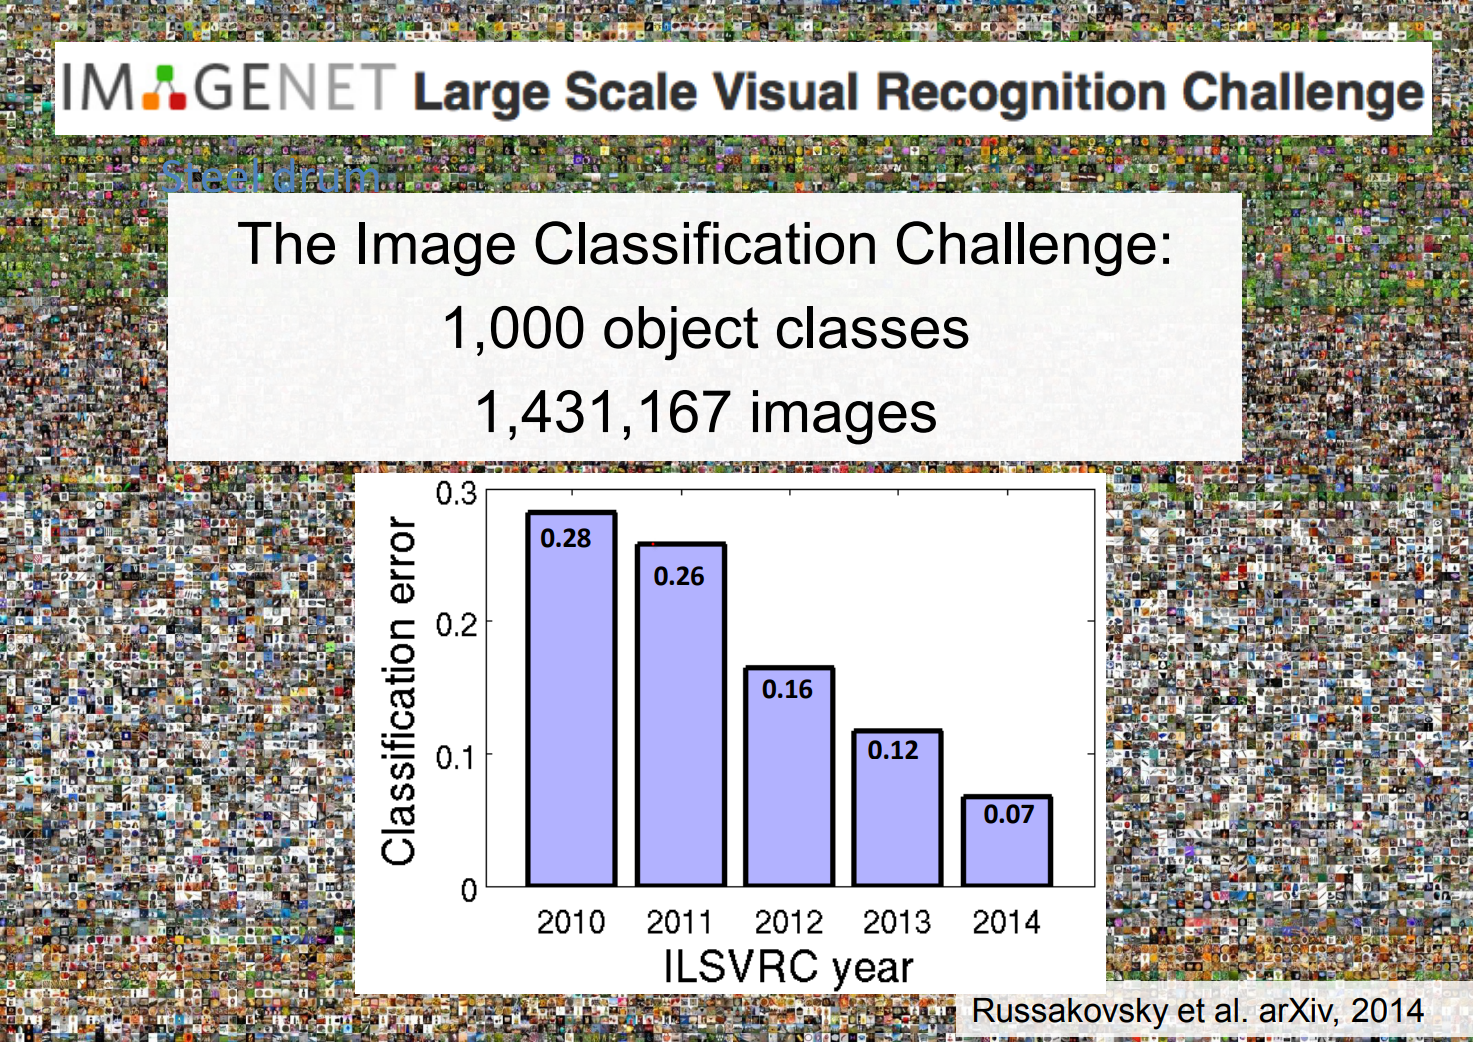 IMAGENET Large Scale Visual Recognition Challenge
Steel drum
The Image Classification Challenge:
1,000 object classes
1,431,167 images
0.3
0.2
0.1
0
Classification error
0.28
0.26
0.16
0.12
0.07
2010 2011 2012 2013 2014
ILSVRC year
Russakovsky et al. arXiv, 2014